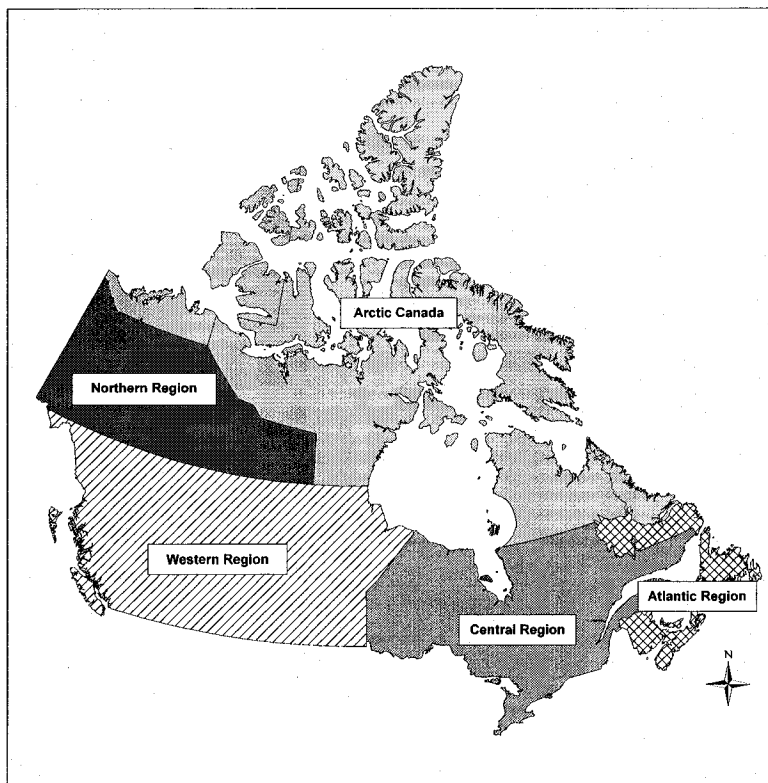 Arctic Canada
Northern Region
Western Region
Atlantic Region
Central Region
N